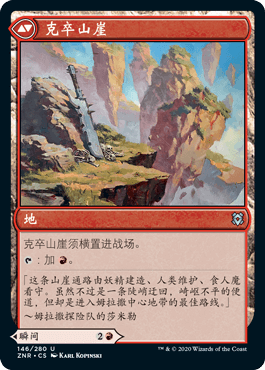 克卒山崖
地
克卒山崖须横置进战场。
：加。
「这条山崖通路由妖精建造、人类维护、食人魔
看守。虽然不过是一条陡峭迂回，崎岖不平的便
道，但却是进入姆拉撒中心地带的最佳路线。」
～姆拉撒探险队的莎米勒
瞬间 2
146/280 U
ZNR • CS KARL KOPINSKI
™ & © 2020 Wizards of the Coast